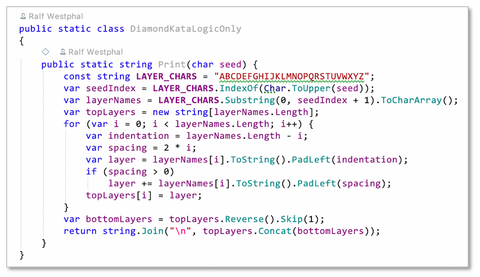 Ralf Westphal
public static class DiamondKataLogicOnly
{
Ralf Westphal
public static string Print(char seed) {
const string LAYER_CHARS = "ABCDEFGHIJKLMNOPQRSTUVWXYZ";
var seedIndex = LAYER_CHARS.IndexOf(Char.ToUpper(seed));
var layerNames = LAYER_CHARS.Substring(0, seedIndex + 1).ToCharArray();
var topLayers = new string[layerNames.Length];
for (var i = 0; i < layerNames.Length; i++) {
var indentation = layerNames.Length - i;
var spacing = 2 * i;
var layer = layerNames[i].ToString().PadLeft(indentation);
if (spacing > 0)
layer += layerNames[i].ToString().PadLeft(spacing);
topLayers[i] = layer;
}
var bottomLayers = topLayers.Reverse().Skip(1);
return string.Join("\n", topLayers.Concat(bottomLayers));
}
}